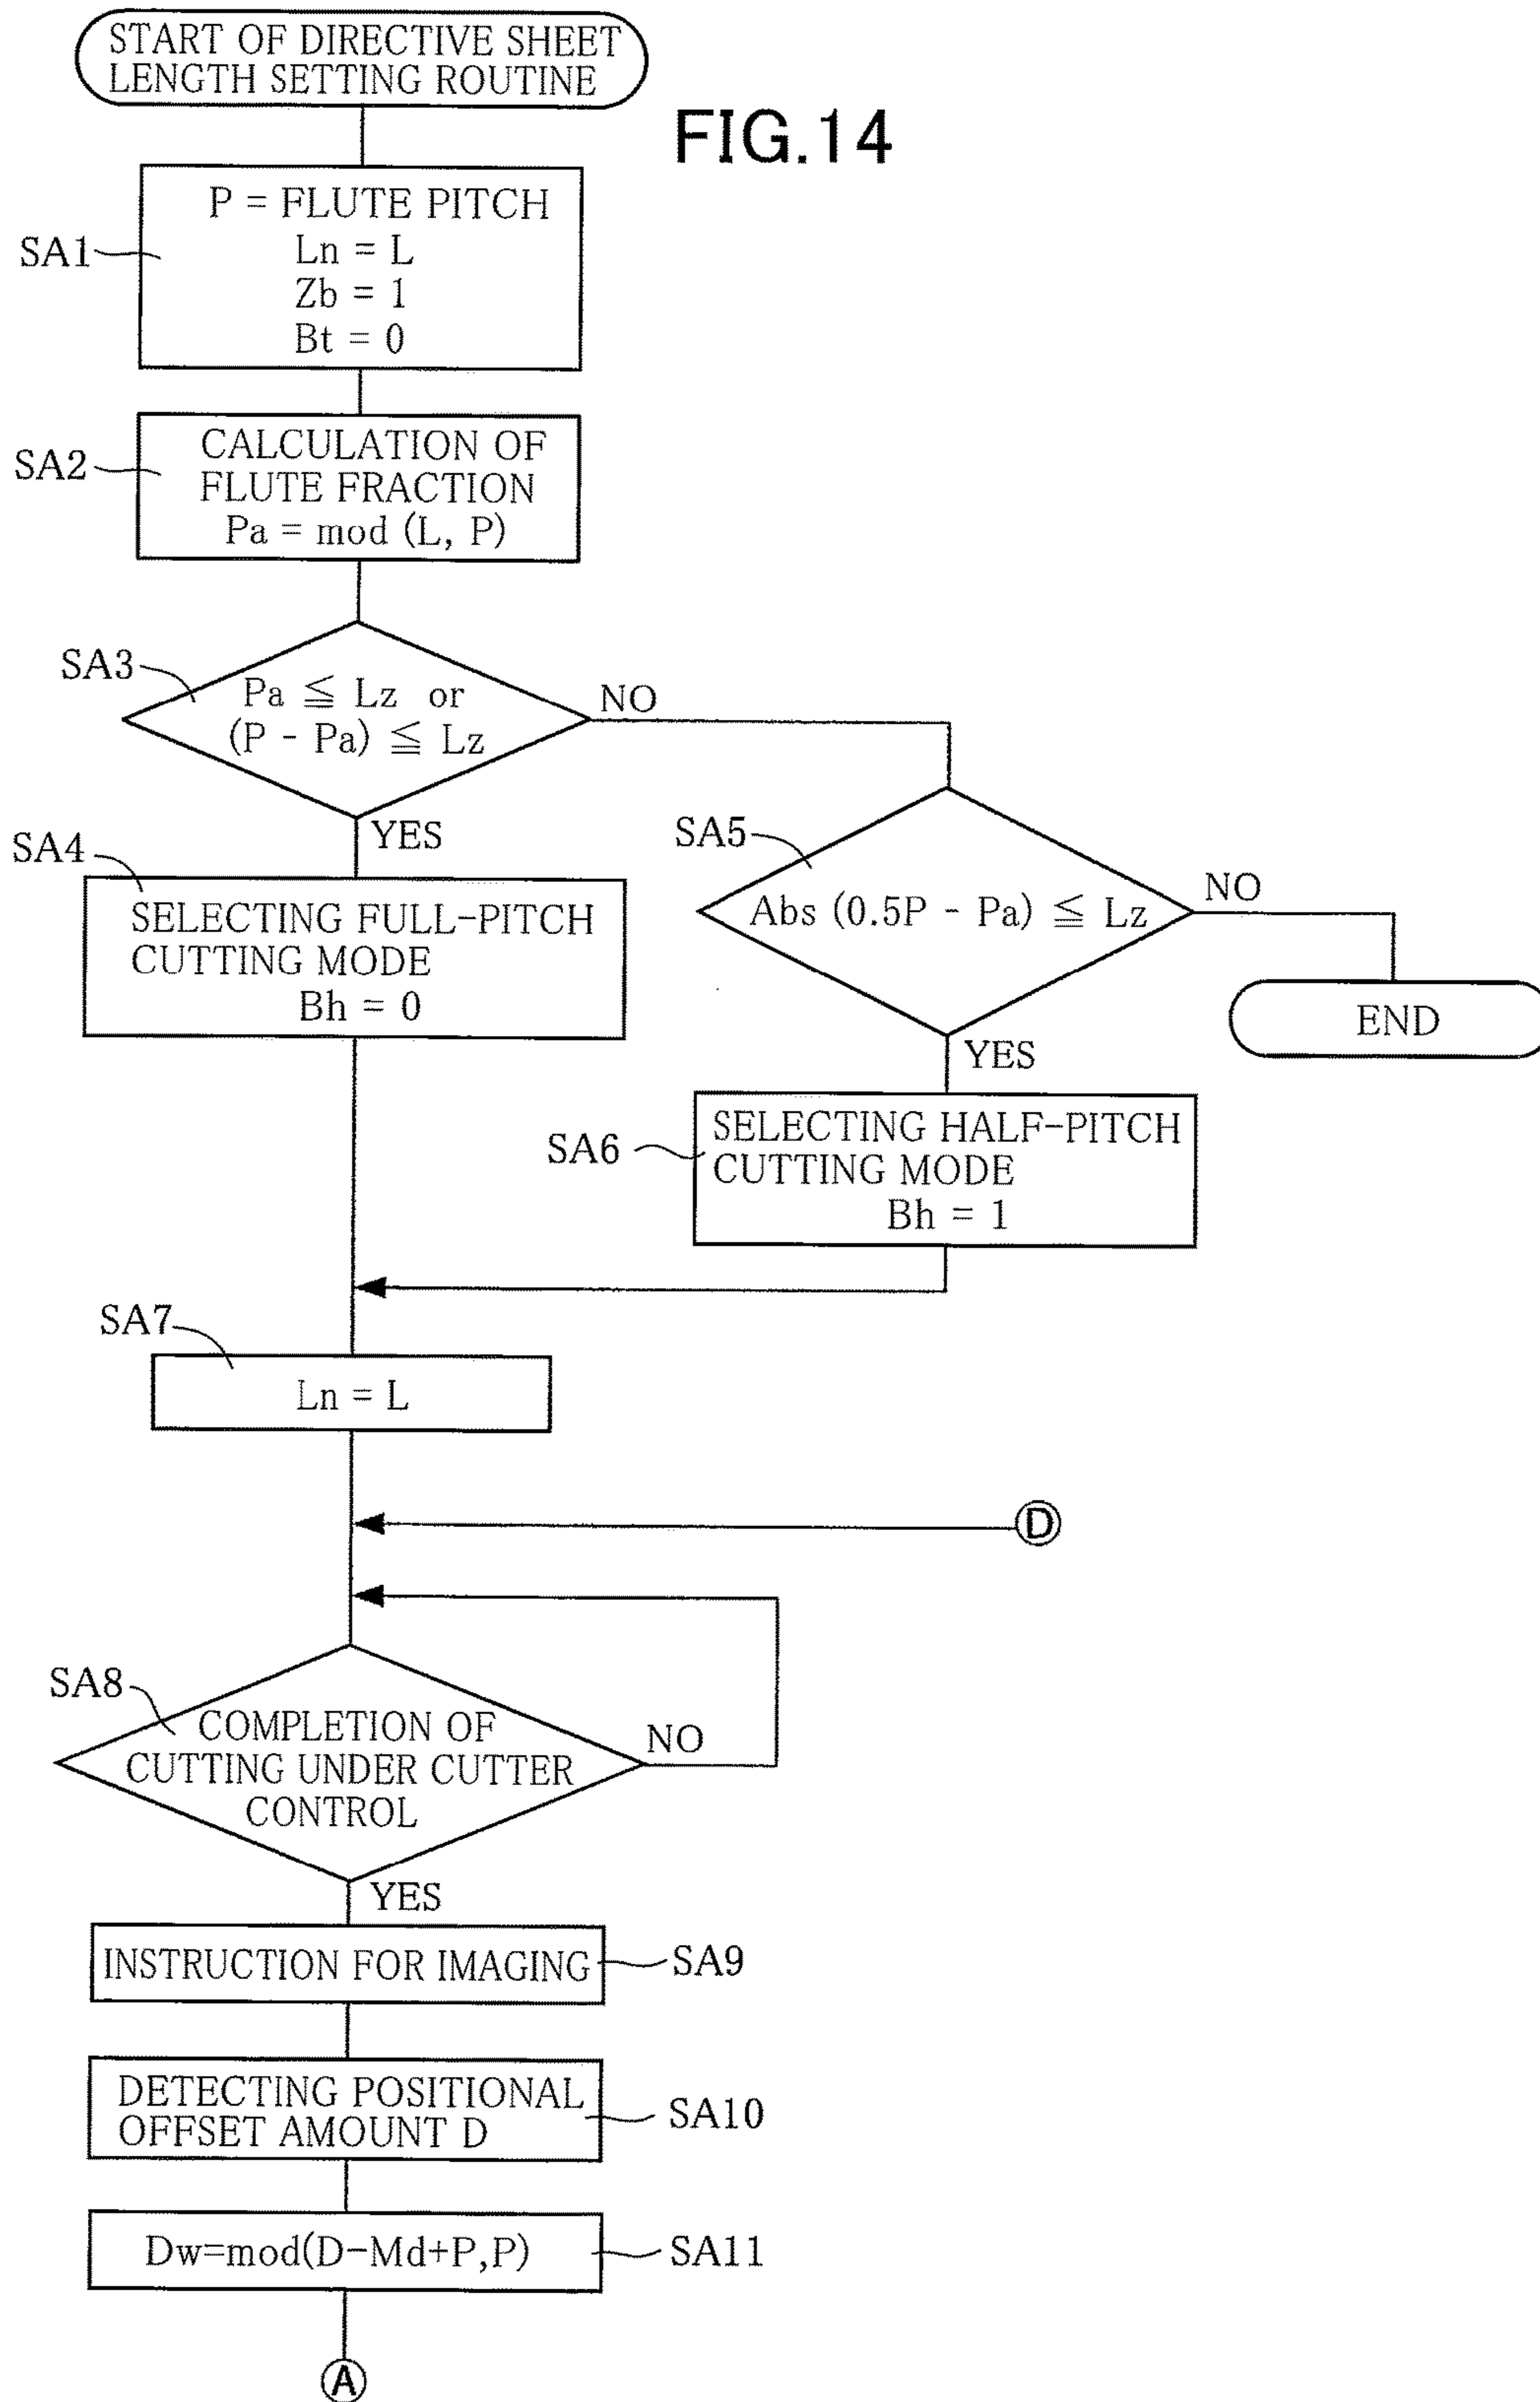 START OF DIRECTIVE SHEET
LENGTH SETTING ROUTINE
FIG.14
SA1
P = FLUTE PITCH
Ln = L
Zb = 1
Bt = 0
SA2
CALCULATION OF
FLUTE FRACTION
Pa = mod (L, P)
SA3
Pa ≦ Lz or
(P - Pa) ≦ Lz
NO
YES
SA4
SELECTING FULL-PITCH
CUTTING MODE
Bh = 0
SA5
Abs (0.5P - Pa) ≦ Lz
NO
END
YES
SA6
SELECTING HALF-PITCH
CUTTING MODE
Bh = 1
SA7
Ln = L
D
SA8
COMPLETION OF
CUTTING UNDER CUTTER
CONTROL
NO
YES
INSTRUCTION FOR IMAGING
SA9
DETECTING POSITIONAL
OFFSET AMOUNT D
SA10
Dw=mod(D-Md+P,P)
SA11
A